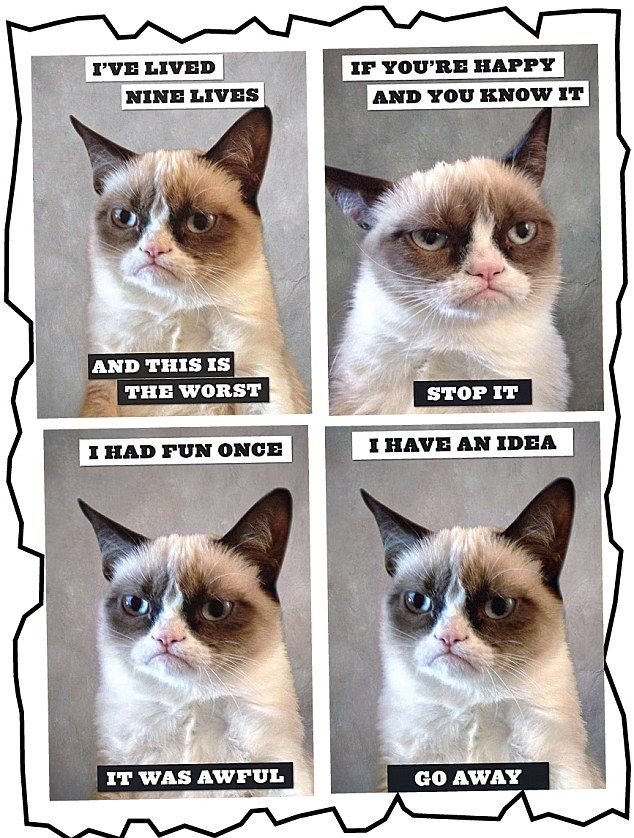 I'VE LIVED
NINE LIVES
AND THIS IS
THE WORST
IF YOU'RE HAPPY
AND YOU KNOW IT
STOP IT
I HAD FUN ONCE
IT WAS AWFUL
I HAVE AN IDEA
GO AWAY